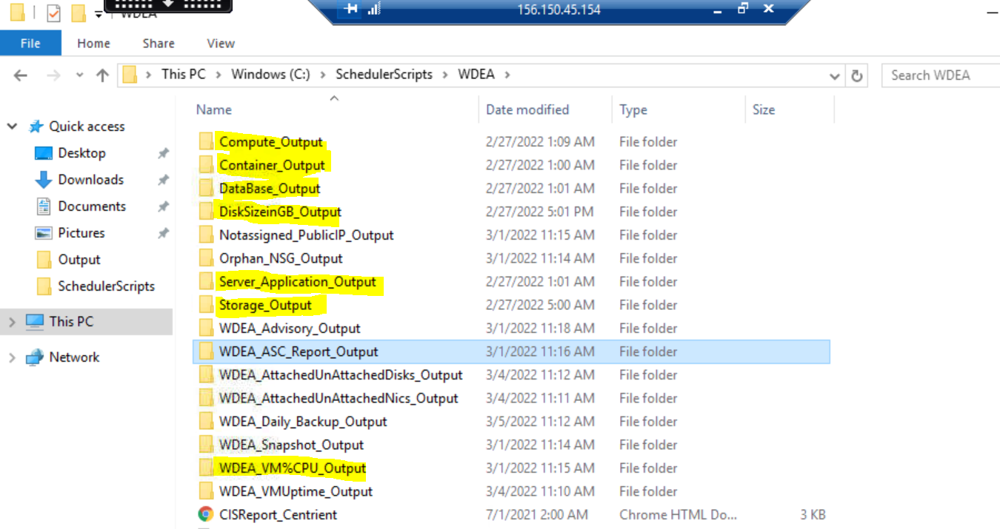 WDEA
156.150.45.154
File Home Share View
This PC Windows (C:) SchedulerScripts WDEA Search WDEA
Name Date modified Type Size
Quick access
Desktop
Downloads
Documents
Pictures
Output
SchedulerScripts
This PC
Network
Compute_Output 2/27/2022 1:09 AM File folder
Container_Output 2/27/2022 1:00 AM File folder
DataBase_Output 2/27/2022 1:01 AM File folder
DiskSizeinGB_Output 2/27/2022 5:01 PM File folder
Notassigned_PublicIP_Output 3/1/2022 11:15 AM File folder
Orphan_NSG_Output 3/1/2022 11:14 AM File folder
Server_Application_Output 2/27/2022 1:01 AM File folder
Storage_Output 2/27/2022 5:00 AM File folder
WDEA_Advisory_Output 3/1/2022 11:18 AM File folder
WDEA_ASC_Report_Output 3/1/2022 11:16 AM File folder
WDEA_AttachedUnAttachedDisks_Output 3/4/2022 11:12 AM File folder
WDEA_AttachedUnAttachedNics_Output 3/4/2022 11:11 AM File folder
WDEA_Daily_Backup_Output 3/5/2022 11:12 AM File folder
WDEA_Snapshot_Output 3/1/2022 11:14 AM File folder
WDEA_VM%CPU_Output 3/1/2022 11:15 AM File folder
WDEA_VMUptime_Output 3/4/2022 11:10 AM File folder
CISReport_Centrient 7/1/2021 2:00 AM Chrome HTML Do... 3 KB